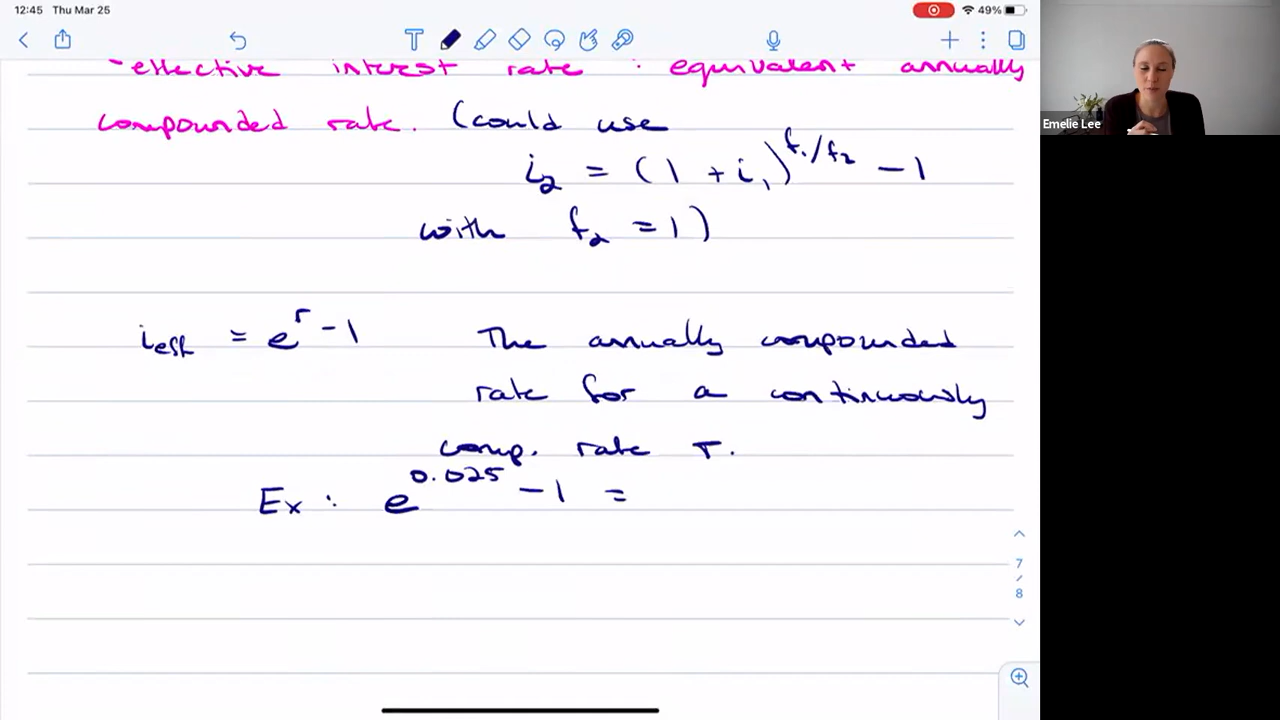 12:45 Thu Mar 25
49%
T
effective interest rate : equivalent annually
compounded rate. (could use
i₂ = (1 + i₁)^f₁/f₂ - 1
with f₂ = 1)
i_eff = e^r - 1 The annually compounded
rate for a continuously
comp. rate r.
Ex : e^0.025 - 1 =
7
/
8
Emelie Lee